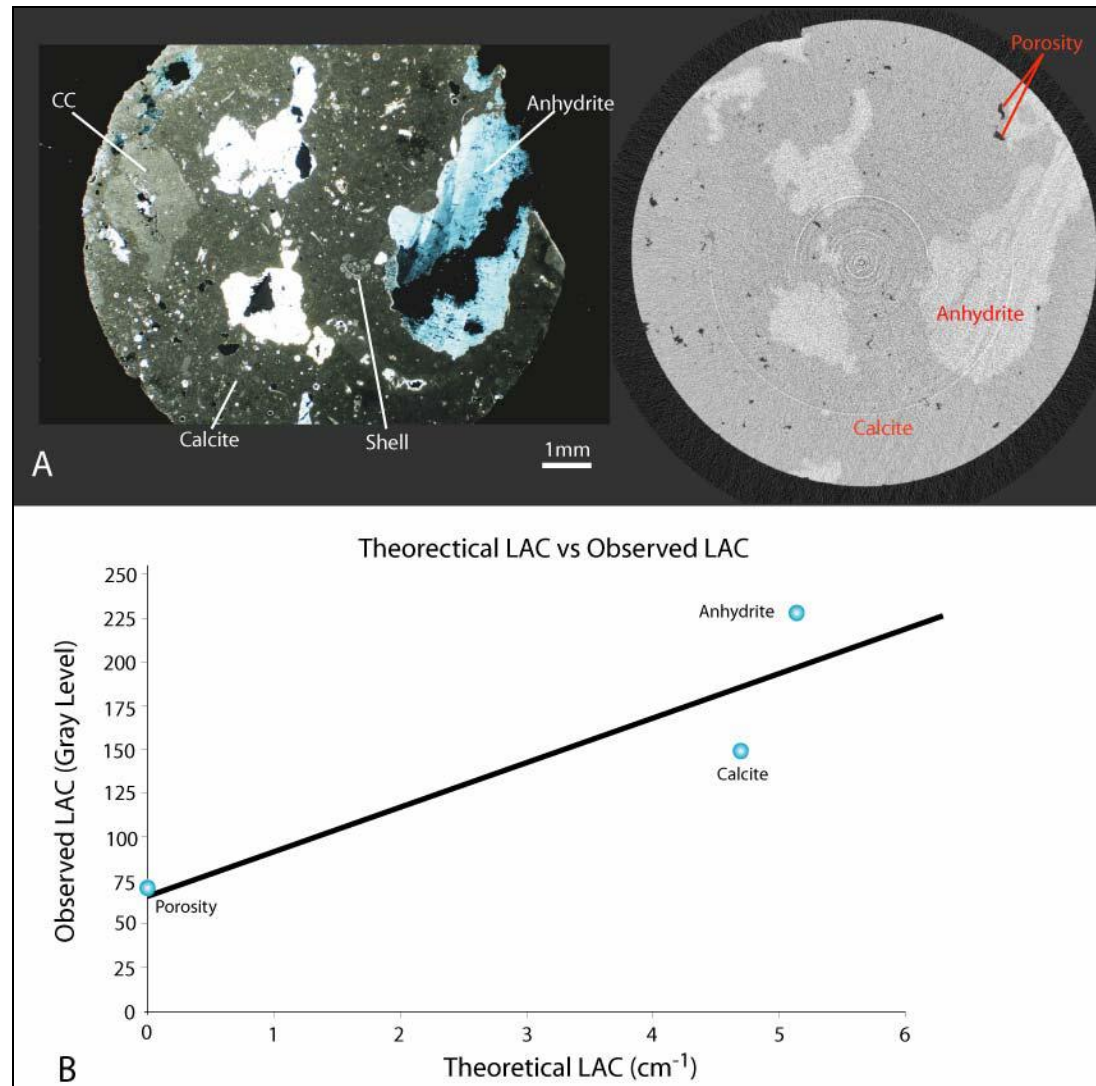 CC
Anhydrite
Porosity
Anhydrite
Calcite
Calcite
Shell
1mm
A
Theorectical LAC vs Observed LAC
Observed LAC (Gray Level)
250
225
200
175
150
125
100
75
50
25
0
Anhydrite
Calcite
Porosity
0 1 2 3 4 5 6
Theoretical LAC (cm⁻¹)
B